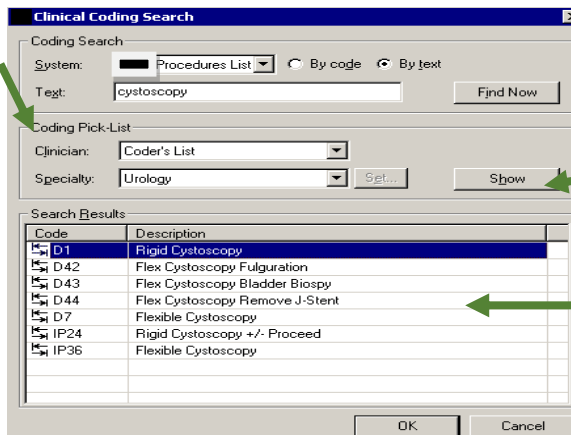 Clinical Coding Search
Coding Search
System: Procedures List By code By text
Text: cystoscopy Find Now
Coding Pick-List
Clinician: Coder's List
Specialty: Urology Set... Show
Search Results
Code Description
D1 Rigid Cystoscopy
D42 Flex Cystoscopy Fulguration
D43 Flex Cystoscopy Bladder Biospy
D44 Flex Cystoscopy Remove J-Stent
D7 Flexible Cystoscopy
IP24 Rigid Cystoscopy +/- Proceed
IP36 Flexible Cystoscopy
OK Cancel